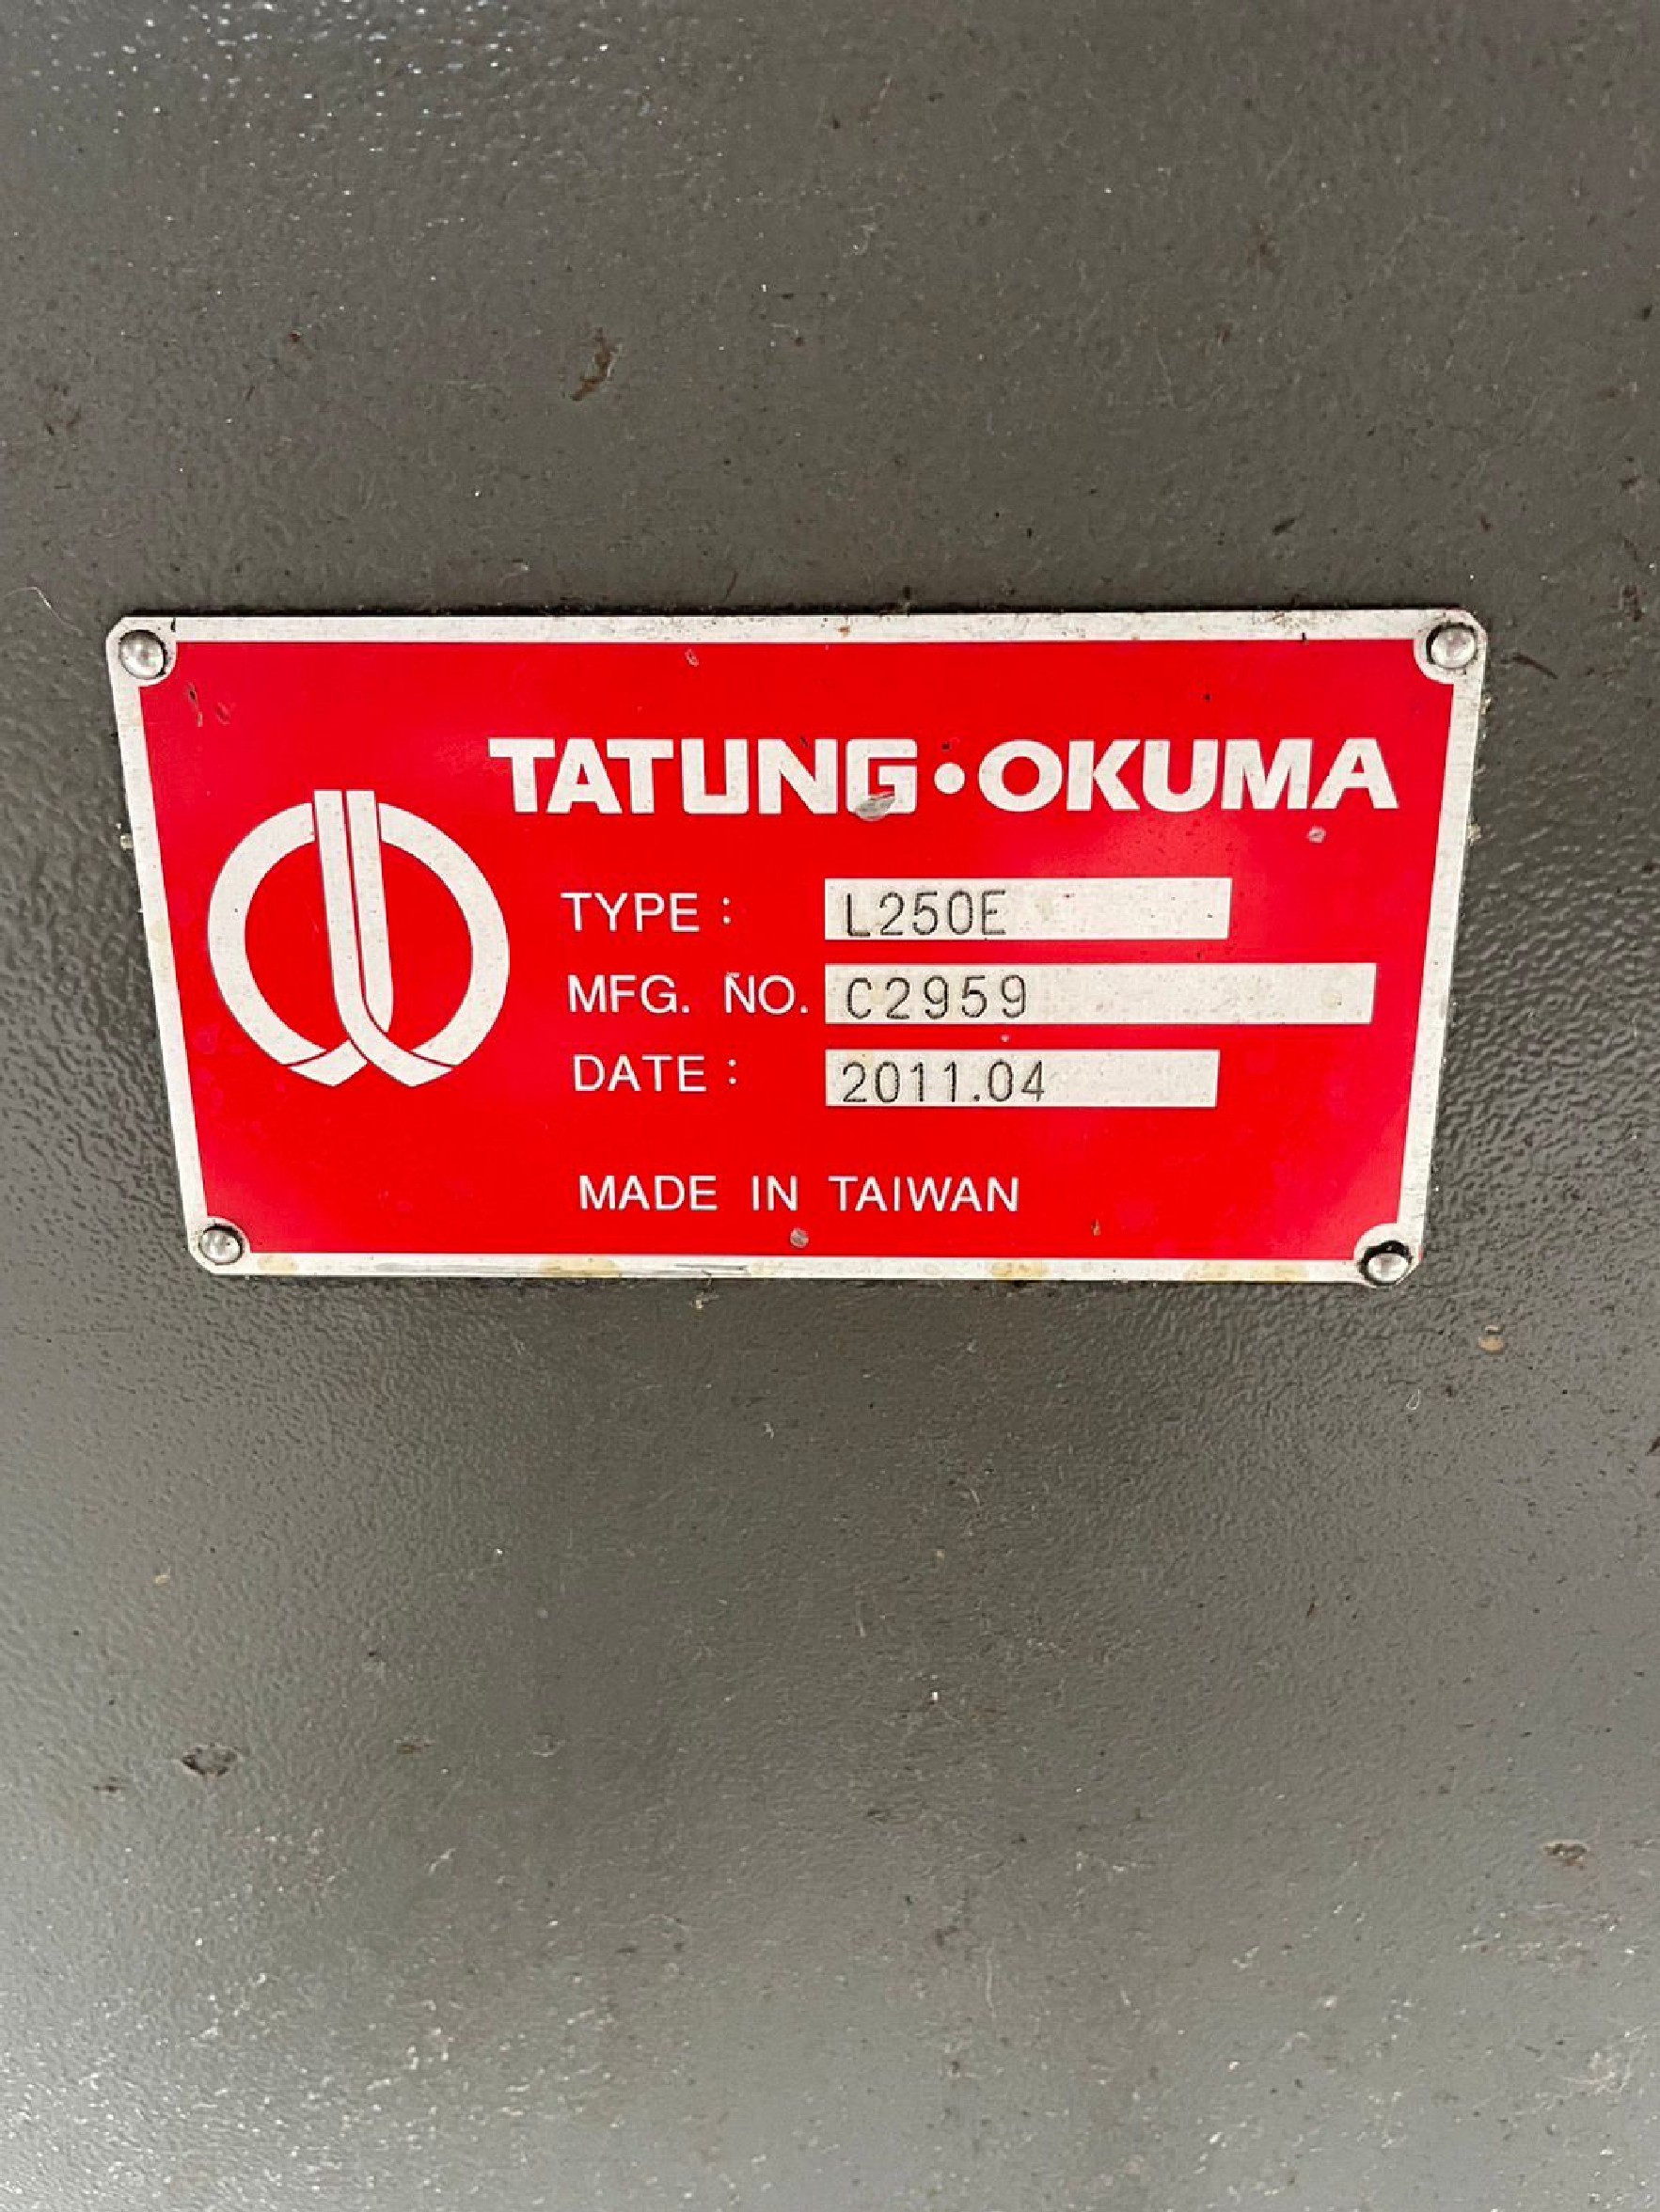 TATUNG·OKUMA
TYPE: L250E
MFG. NO. C2959
DATE: 2011.04
MADE IN TAIWAN